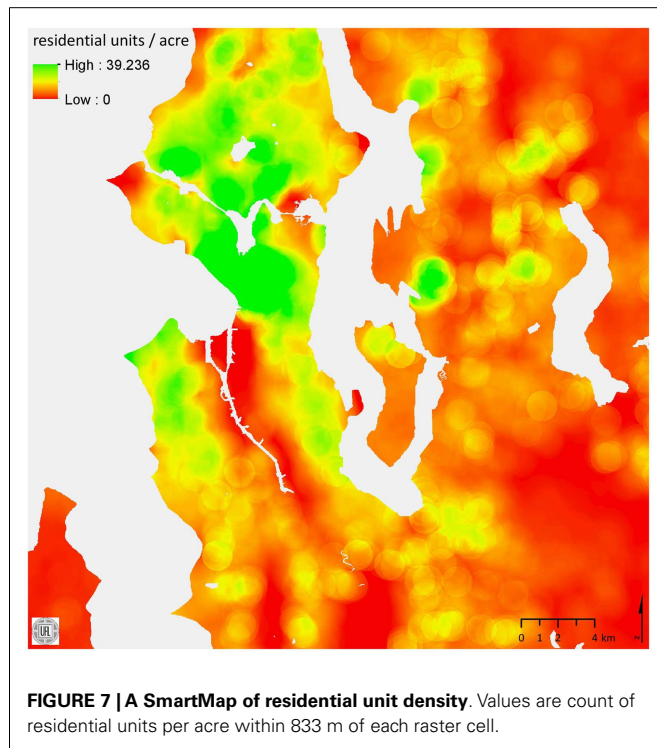 residential units / acre
High : 39.236
Low : 0
UFL
0 1 2 4 km
N
FIGURE 7 | A SmartMap of residential unit density. Values are count of
residential units per acre within 833 m of each raster cell.